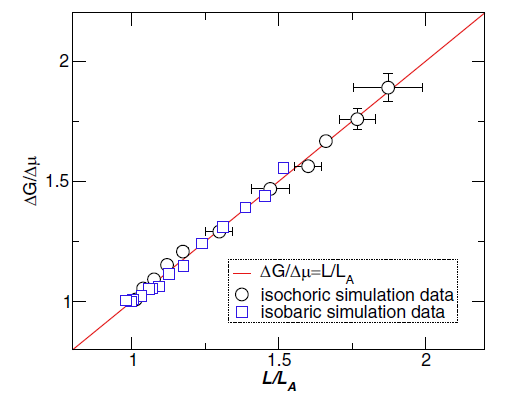 2
1.5
1
ΔG/Δμ
ΔG/Δμ=L/L_A
isochoric simulation data
isobaric simulation data
1
1.5
2
L/L_A